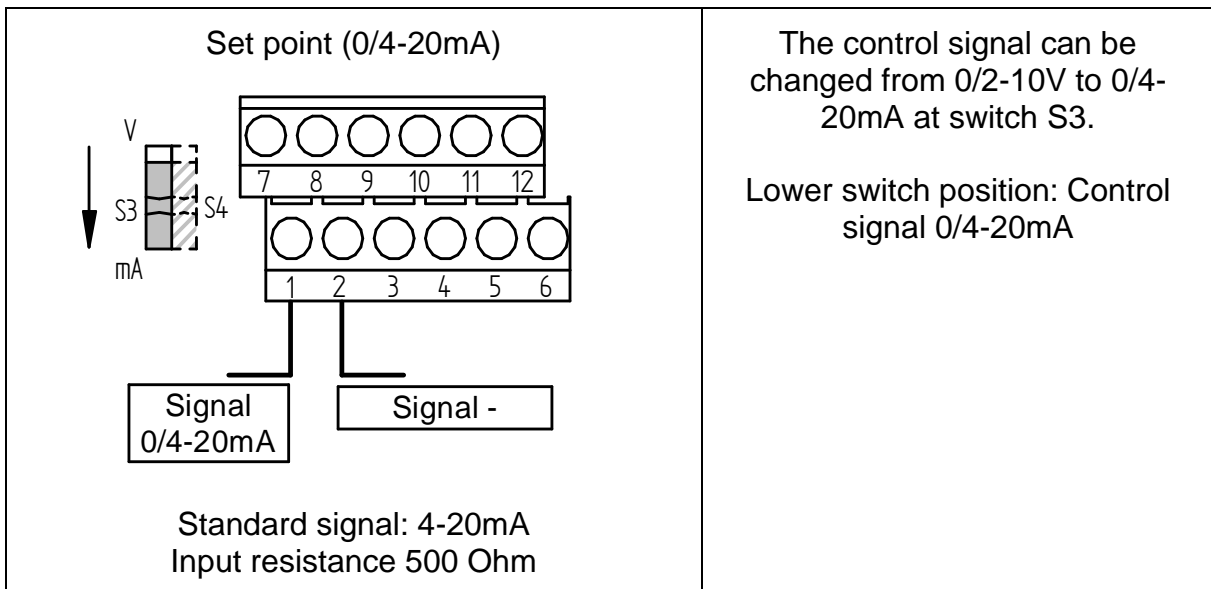 Set point (0/4-20mA)
V
7 8 9 10 11 12
S3 S4
mA
1 2 3 4 5 6
Signal
0/4-20mA
Signal -
Standard signal: 4-20mA
Input resistance 500 Ohm
The control signal can be
changed from 0/2-10V to 0/4-
20mA at switch S3.
Lower switch position: Control
signal 0/4-20mA